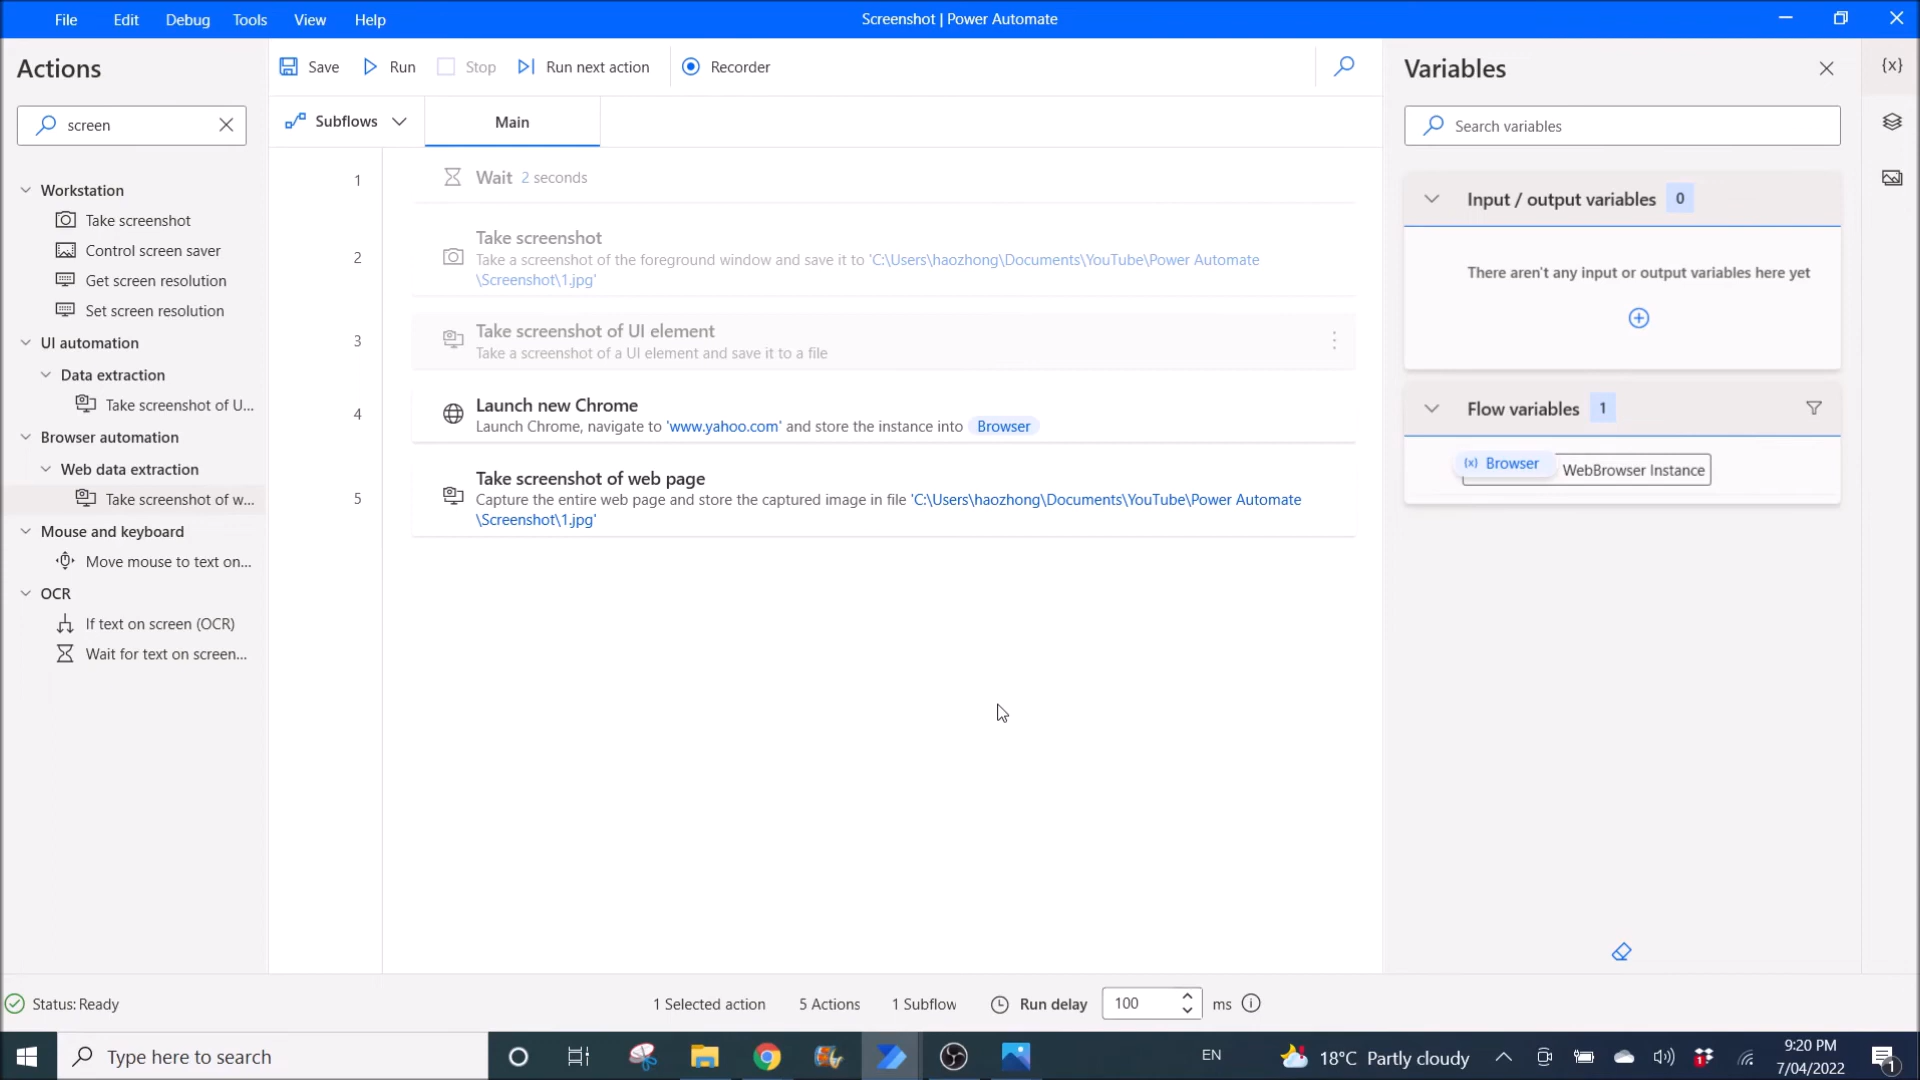 File Edit Debug Tools View Help
Screenshot | Power Automate
Actions
screen
Workstation
Take screenshot
Control screen saver
Get screen resolution
Set screen resolution
UI automation
Data extraction
Take screenshot of U...
Browser automation
Web data extraction
Take screenshot of w...
Mouse and keyboard
Move mouse to text on...
OCR
If text on screen (OCR)
Wait for text on screen...
Save Run Stop Run next action Recorder
Subflows Main
1
Wait 2 seconds
2
Take screenshot
Take a screenshot of the foreground window and save it to 'C:\Users\haozhong\Documents\YouTube\Power Automate
\Screenshot\1.jpg'
3
Take screenshot of UI element
Take a screenshot of a UI element and save it to a file
4
Launch new Chrome
Launch Chrome, navigate to 'www.yahoo.com' and store the instance into Browser
5
Take screenshot of web page
Capture the entire web page and store the captured image in file 'C:\Users\haozhong\Documents\YouTube\Power Automate
\Screenshot\1.jpg'
Variables
{x}
Search variables
Input / output variables 0
There aren't any input or output variables here yet
Flow variables 1
(x) Browser WebBrowser Instance
Status: Ready 1 Selected action 5 Actions 1 Subflow Run delay 100 ms
Type here to search
EN
18°C Partly cloudy
1
9:20 PM
7/04/2022
1